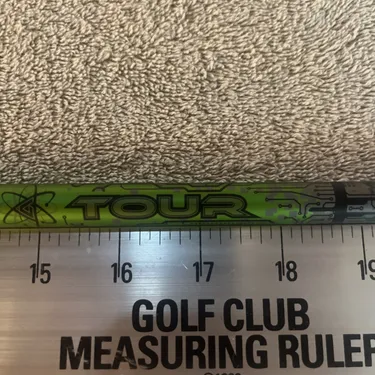 TOUR
15 16 17 18 19
GOLF CLUB
MEASURING RULER